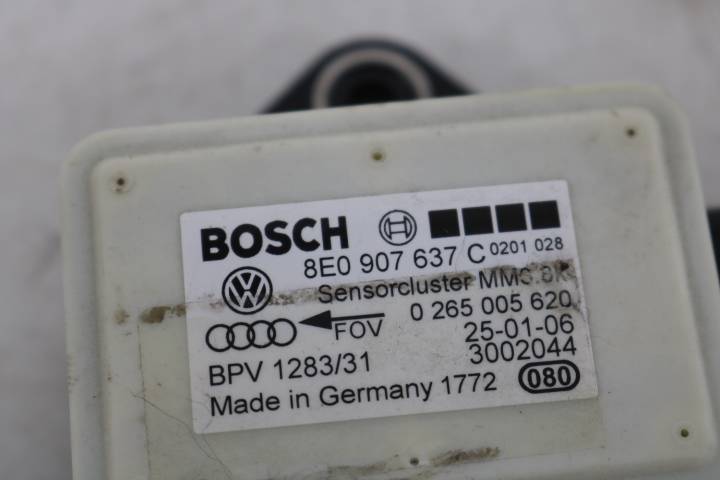 BOSCH
8E0 907 637 C 0201 028
Sensorcluster
FOV 0 265 005 620
25-01-06
BPV 1283/31 3002044
Made in Germany 1772 080